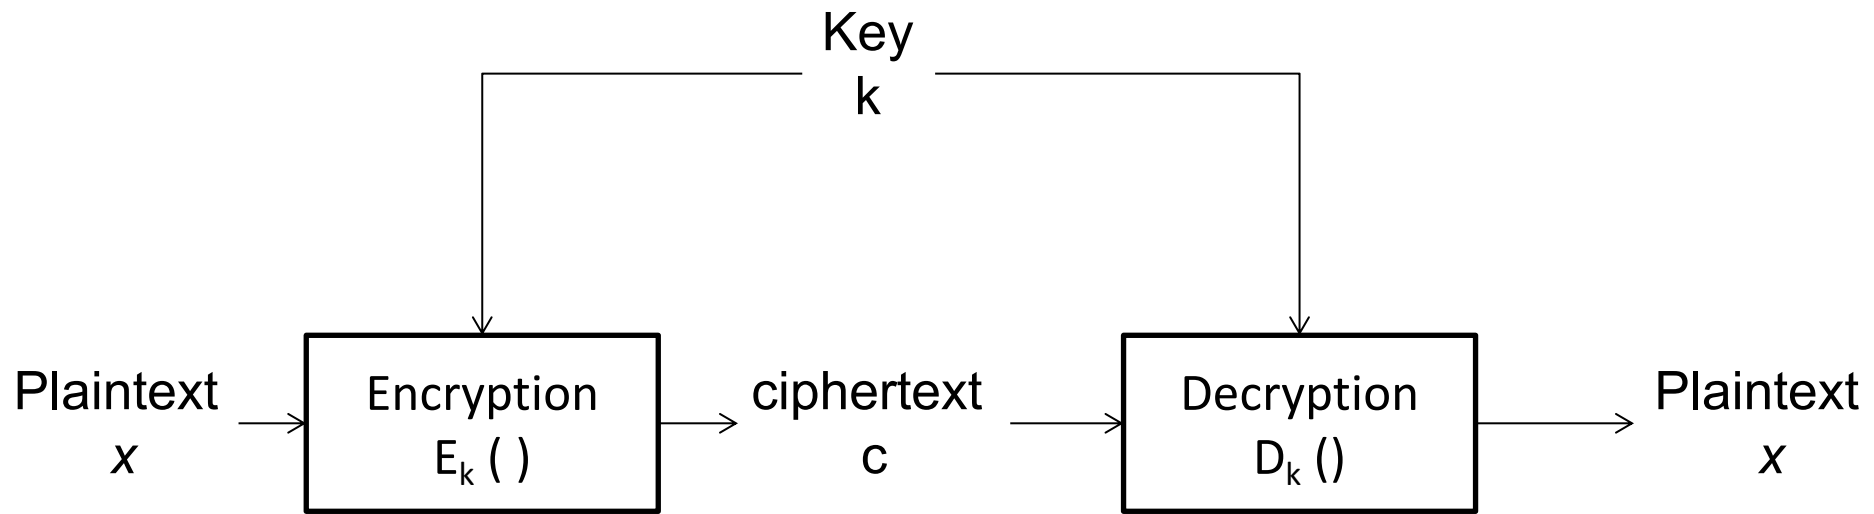 Key
k
Plaintext
x
Encryption
Eₖ ( )
ciphertext
c
Decryption
Dₖ ()
Plaintext
x